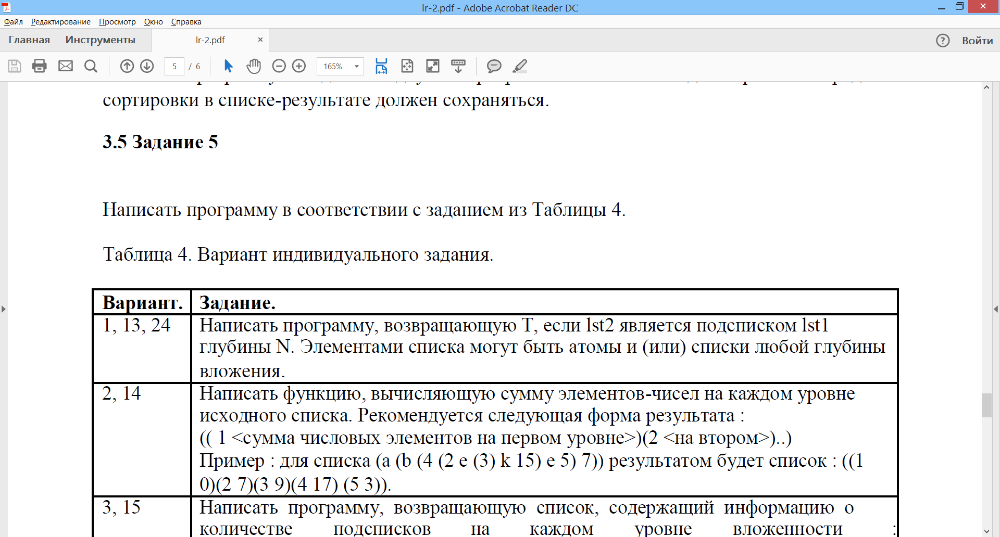 lr-2.pdf - Adobe Acrobat Reader DC
Файл Редактирование Просмотр Окно Справка
Главная Инструменты lr-2.pdf × ? Войти
5 / 6 165%
сортировки в списке-результате должен сохраняться.
3.5 Задание 5
Написать программу в соответствии с заданием из Таблицы 4.
Таблица 4. Вариант индивидуального задания.
Вариант. Задание.
1, 13, 24 Написать программу, возвращающую T, если lst2 является подсписком lst1
глубины N. Элементами списка могут быть атомы и (или) списки любой глубины
вложения.
2, 14 Написать функцию, вычисляющую сумму элементов-чисел на каждом уровне
исходного списка. Рекомендуется следующая форма результата :
(( 1 <сумма числовых элементов на первом уровне>)(2 <на втором>)..)
Пример : для списка (a (b (4 (2 e (3) k 15) e 5) 7)) результатом будет список : ((1
0)(2 7)(3 9)(4 17) (5 3)).
3, 15 Написать программу, возвращающую список, содержащий информацию о
количестве подсписков на каждом уровне вложенности :